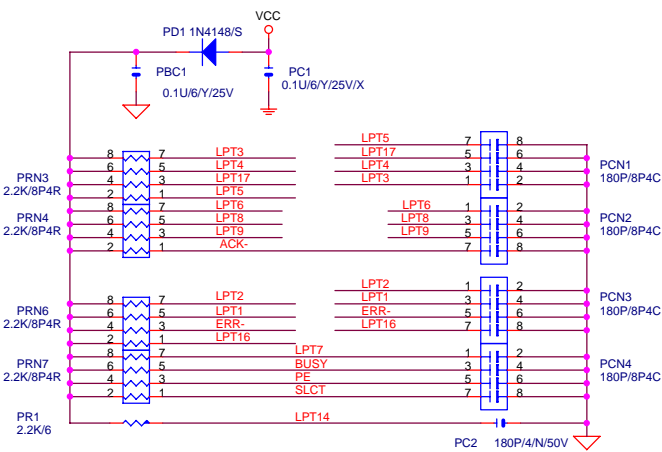 VCC
PD1 1N4148/S
PBC1
PC1
0.1U/6/Y/25V
0.1U/6/Y/25V/X
LPT5
7 8
8 7 LPT3
LPT17 5 6
6 5 LPT4
LPT4 3 4
PCN1
PRN3
4 3 LPT17
LPT3 1 2
180P/8P4C
2.2K/8P4R
2 1 LPT5
8 7 LPT6
LPT6 1 2
PRN4
6 5 LPT8
LPT8 3 4
PCN2
2.2K/8P4R
4 3 LPT9
LPT9 5 6
180P/8P4C
2 1 ACK-
7 8
LPT2 1 2
8 7 LPT2
LPT1 3 4
PCN3
PRN6
6 5 LPT1
ERR- 5 6
180P/8P4C
2.2K/8P4R
4 3 ERR-
LPT16 7 8
2 1 LPT16
8 7 LPT7 1 2
PRN7
6 5 BUSY 3 4
PCN4
2.2K/8P4R
4 3 PE 5 6
180P/8P4C
2 1 SLCT 7 8
PR1
LPT14
2.2K/6
PC2 180P/4/N/50V